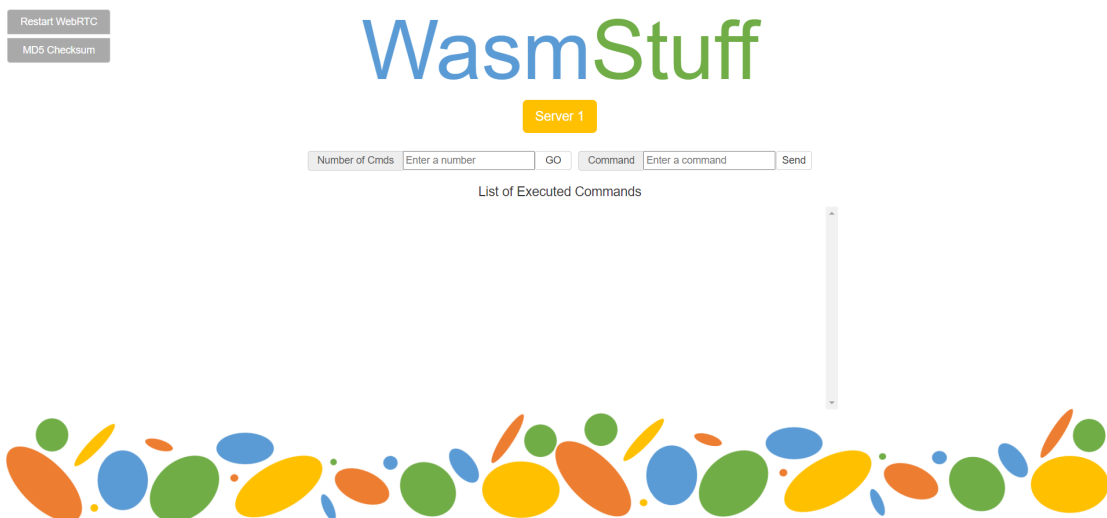 Restart WebRTC
MD5 Checksum
WasmStuff
Server 1
Number of Cmds Enter a number GO Command Enter a command Send
List of Executed Commands